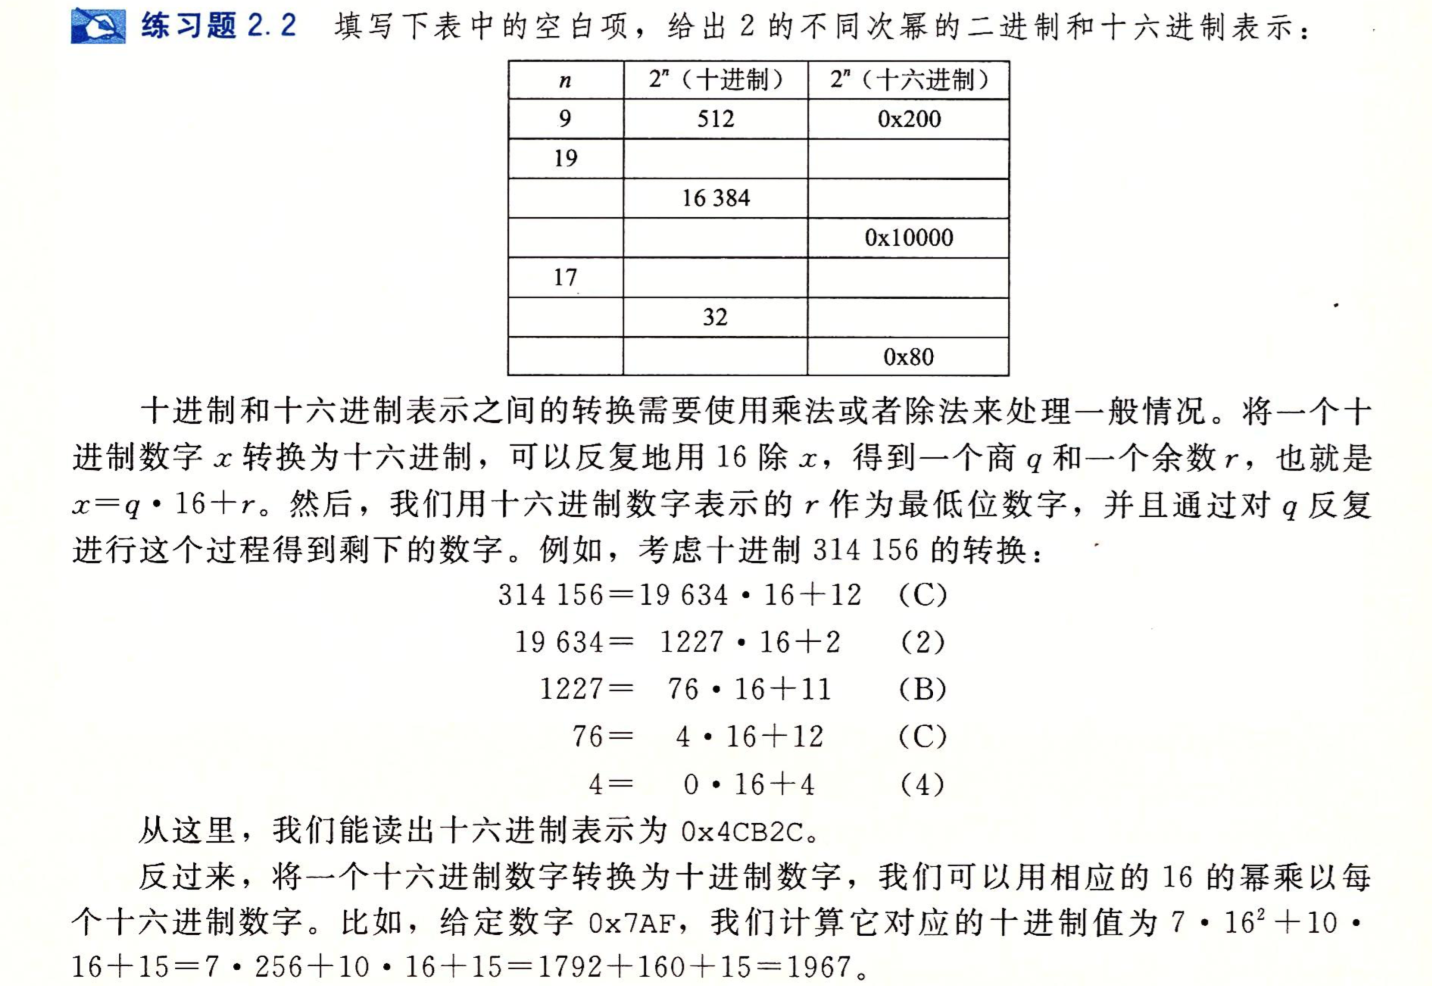 练习题 2.2 填写下表中的空白项，给出 2 的不同次幂的二进制和十六进制表示：
n 2ⁿ（十进制） 2ⁿ（十六进制）
9 512 0x200
19
16 384
0x10000
17
32
0x80
十进制和十六进制表示之间的转换需要使用乘法或者除法来处理一般情况。将一个十
进制数字 x 转换为十六进制，可以反复地用 16 除 x，得到一个商 q 和一个余数 r，也就是
x=q·16+r。然后，我们用十六进制数字表示的 r 作为最低位数字，并且通过对 q 反复
进行这个过程得到剩下的数字。例如，考虑十进制 314 156 的转换：
314 156=19 634·16+12 （C）
19 634= 1227·16+2 （2）
1227= 76·16+11 （B）
76= 4·16+12 （C）
4= 0·16+4 （4）
从这里，我们能读出十六进制表示为 0x4CB2C。
反过来，将一个十六进制数字转换为十进制数字，我们可以用相应的 16 的幂乘以每
个十六进制数字。比如，给定数字 0x7AF，我们计算它对应的十进制值为 7·16²+10·
16+15=7·256+10·16+15=1792+160+15=1967。